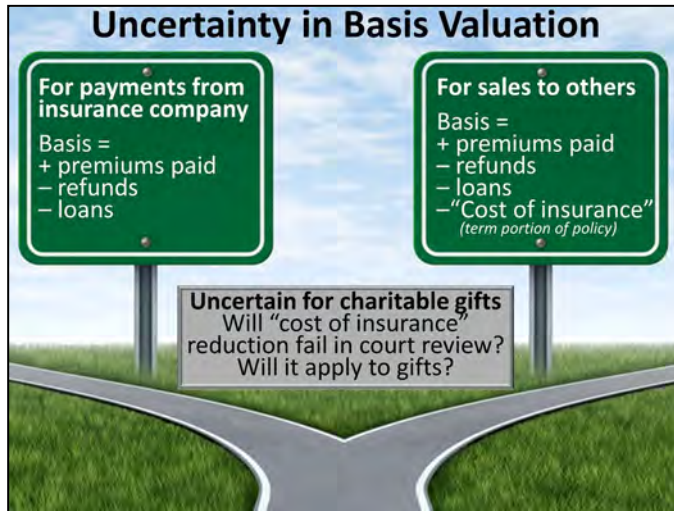 Uncertainty in Basis Valuation
For payments from
insurance company
Basis =
+ premiums paid
– refunds
– loans
For sales to others
Basis =
+ premiums paid
– refunds
– loans
–“Cost of insurance”
(term portion of policy)
Uncertain for charitable gifts
Will “cost of insurance”
reduction fail in court review?
Will it apply to gifts?